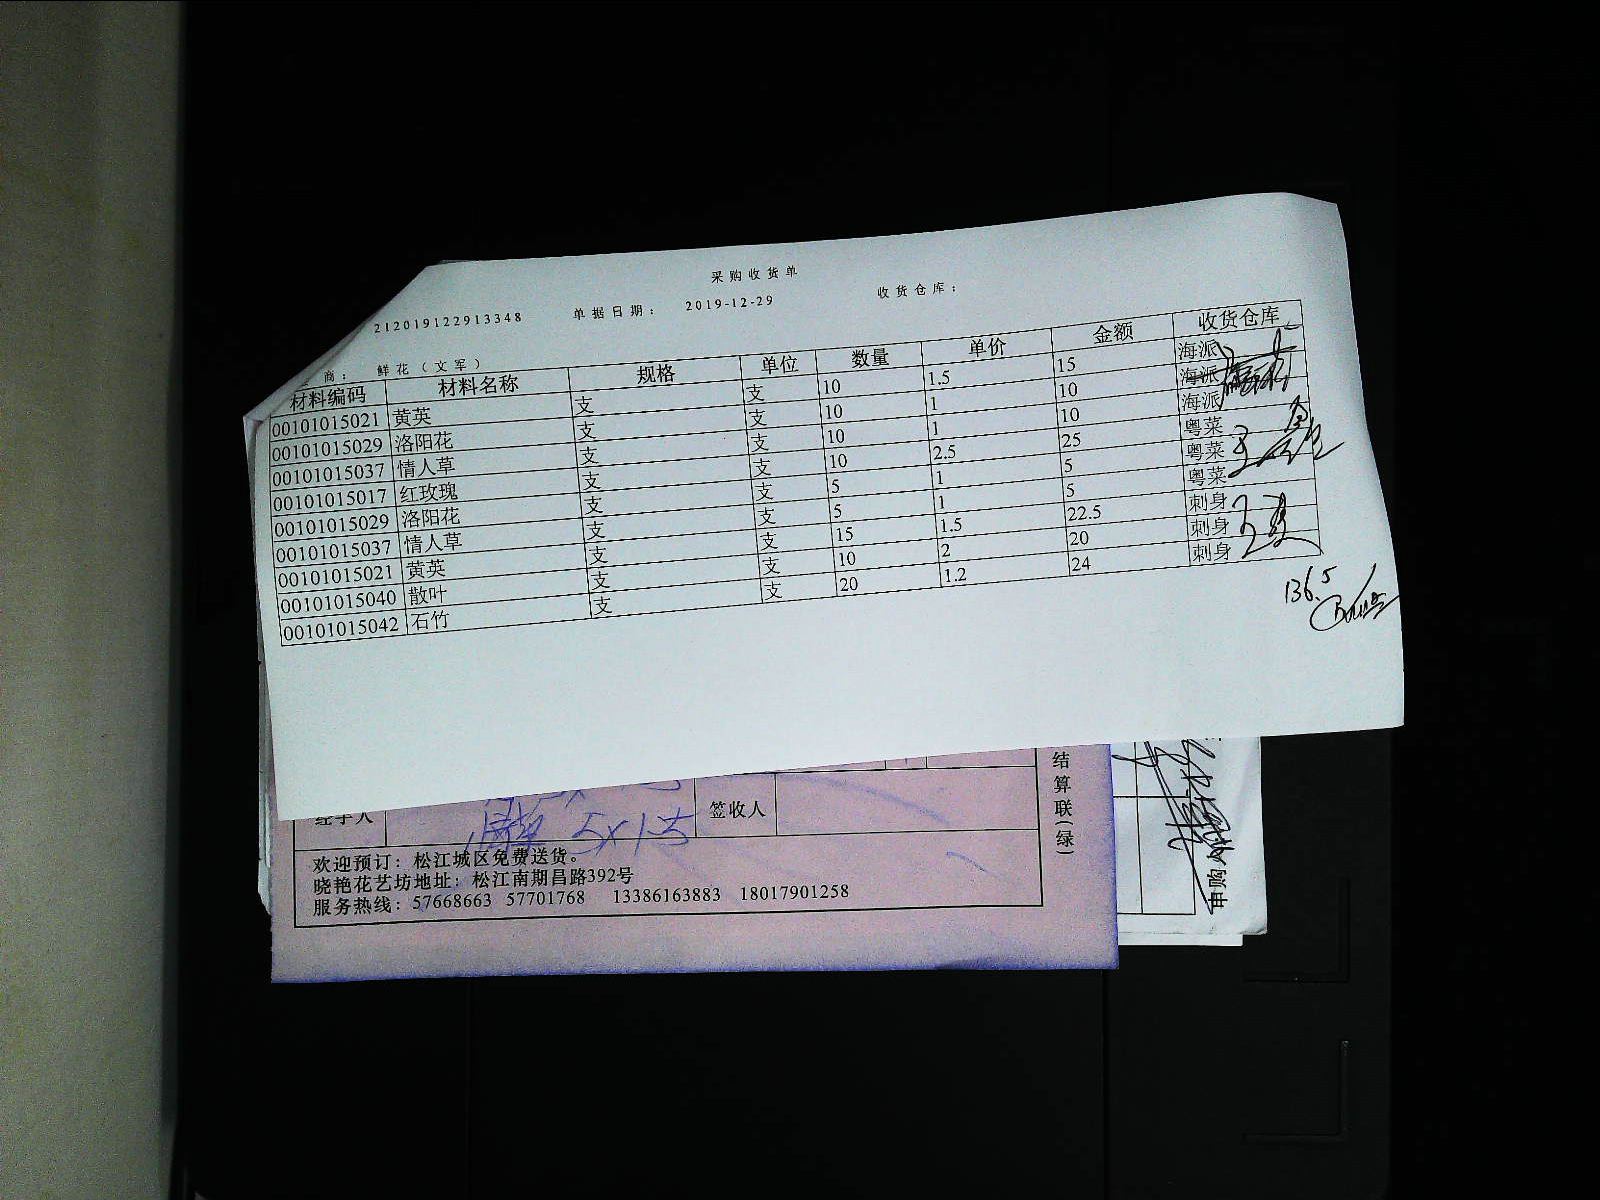 采购收货单
212019122913348 单据日期： 2019-12-29 收货仓库：
商： 鲜花（文军）
材料编码 材料名称 规格 单位 数量 单价 金额 收货仓库
00101015021 黄英 支 支 10 1.5 15 海派
00101015029 洛阳花 支 支 10 1 10 海派
00101015037 情人草 支 支 10 1 10 海派
00101015017 红玫瑰 支 支 10 2.5 25 粤菜
00101015029 洛阳花 支 支 5 1 5 粤菜
00101015037 情人草 支 支 5 1 5 粤菜
00101015021 黄英 支 支 15 1.5 22.5 刺身
00101015040 散叶 支 支 10 2 20 刺身
00101015042 石竹 支 支 20 1.2 24 刺身
136.5
结算联(绿)
经手人 5×1.5 签收人
欢迎预订：松江城区免费送货。
晓艳花艺坊地址：松江南期昌路392号
服务热线：57668663 57701768 13386163883 18017901258
申购